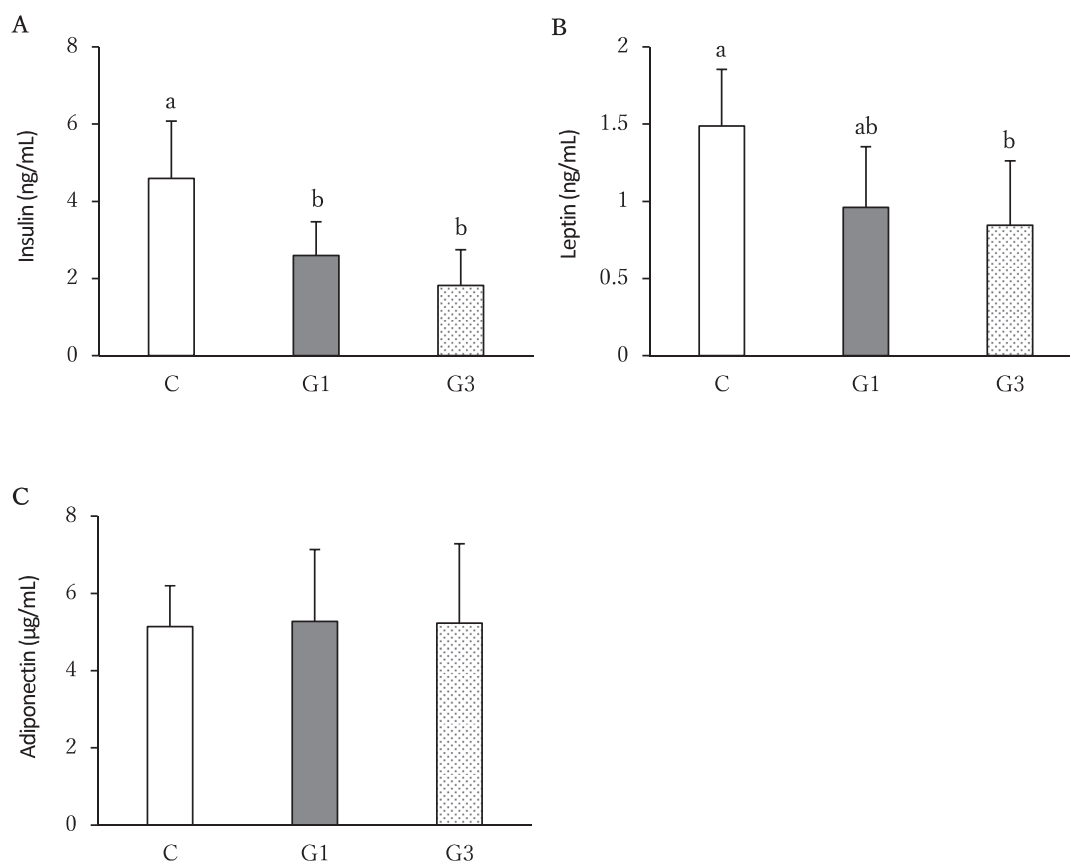 A
Insulin (ng/mL)
8
6
4
2
0
a
b
b
C G1 G3
B
Leptin (ng/mL)
2
1.5
1
0.5
0
a
ab
b
C G1 G3
C
Adiponectin (μg/mL)
8
6
4
2
0
C G1 G3